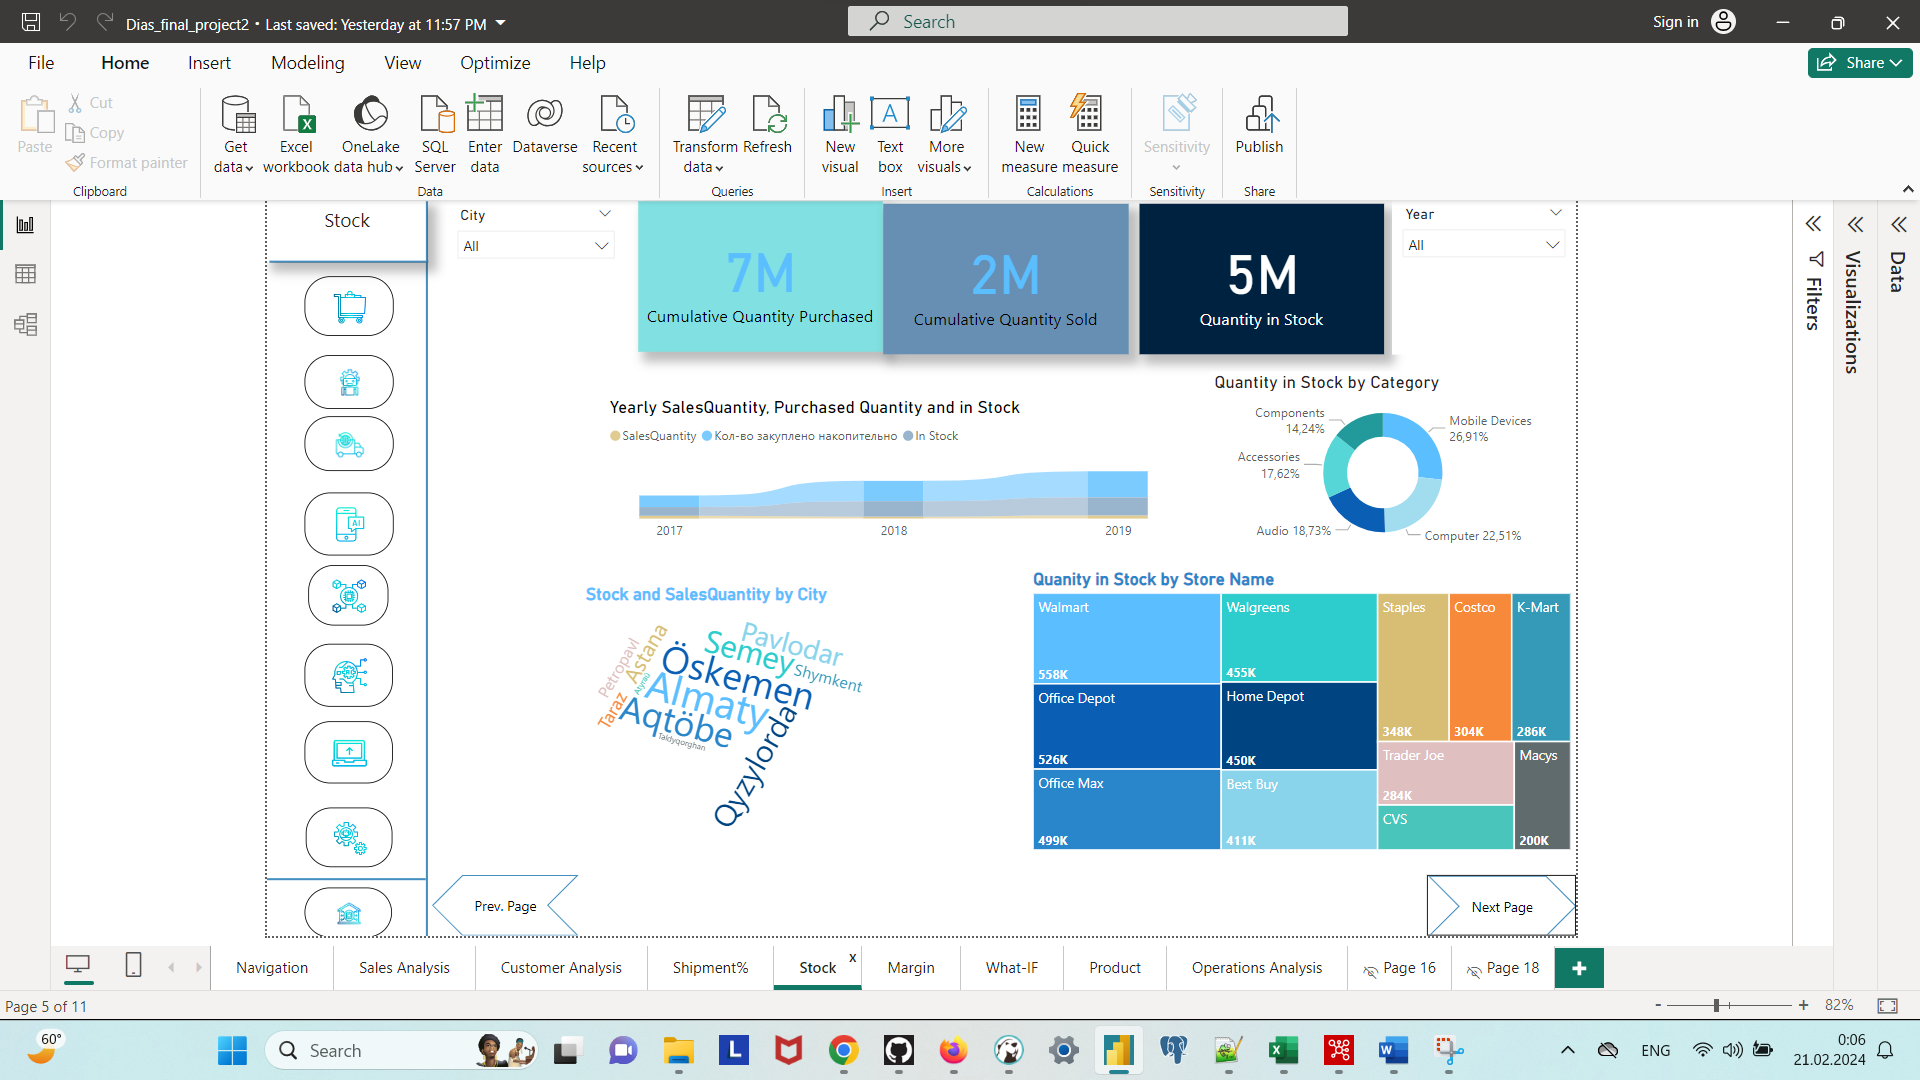 Dias_final_project2 • Last saved: Yesterday at 11:57 PM
Search
Sign in
File
Home
Insert
Modeling
View
Optimize
Help
Share
Paste
Cut
Copy
Format painter
Clipboard
Get data
Excel workbook
OneLake data hub
SQL Server
Enter data
Dataverse
Recent sources
Data
Transform data
Refresh
Queries
New visual
Text box
More visuals
Insert
New measure
Quick measure
Calculations
Sensitivity
Sensitivity
Publish
Share
Stock
City
All
7M
Cumulative Quantity Purchased
2M
Cumulative Quantity Sold
5M
Quantity in Stock
Year
All
Filters
Visualizations
Data
Yearly SalesQuantity, Purchased Quantity and in Stock
SalesQuantity
Кол-во закуплено накопительно
In Stock
2017
2018
2019
Quantity in Stock by Category
Components
14,24%
Mobile Devices
26,91%
Accessories
17,62%
Audio 18,73%
Computer 22,51%
Stock and SalesQuantity by City
Petropavl
Astana
Atyraū
Taraz
Pavlodar
Semey
Shymkent
Öskemen
Almaty
Aqtöbe
Taldyqorghan
Qyzylorda
Quanity in Stock by Store Name
Walmart
558K
Office Depot
526K
Office Max
499K
Walgreens
455K
Home Depot
450K
Best Buy
411K
Staples
348K
Costco
304K
K-Mart
286K
Trader Joe
284K
CVS
Macys
200K
Prev. Page
Next Page
Navigation
Sales Analysis
Customer Analysis
Shipment%
Stock
x
Margin
What-IF
Product
Operations Analysis
Page 16
Page 18
+
Page 5 of 11
-
+
82%
60°
Search
L
ENG
0:06
21.02.2024